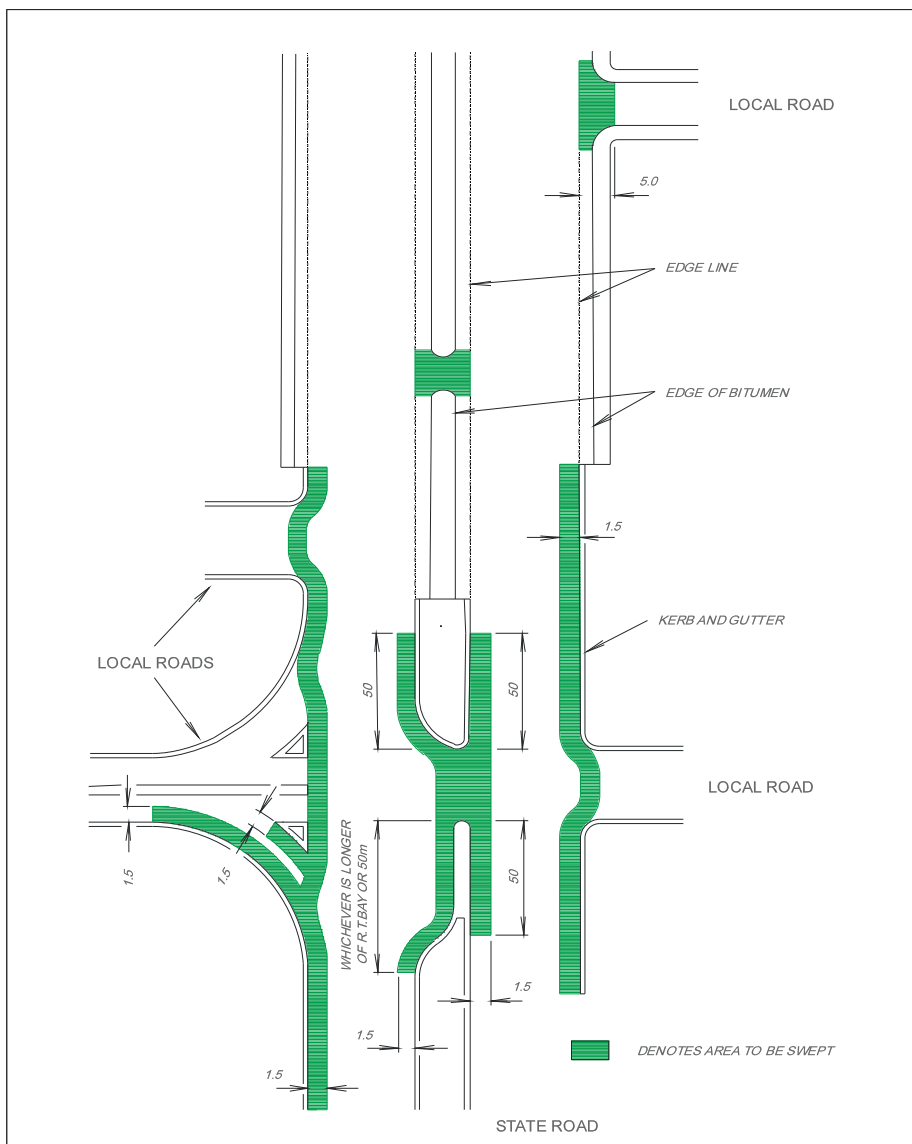 LOCAL ROAD
5.0
EDGE LINE
EDGE OF BITUMEN
1.5
KERB AND GUTTER
LOCAL ROADS
50
50
LOCAL ROAD
1.5
1.5
WHICHEVER IS LONGER
OF R.T.BAY OR 50m
50
1.5
1.5
1.5
DENOTES AREA TO BE SWEPT
STATE ROAD